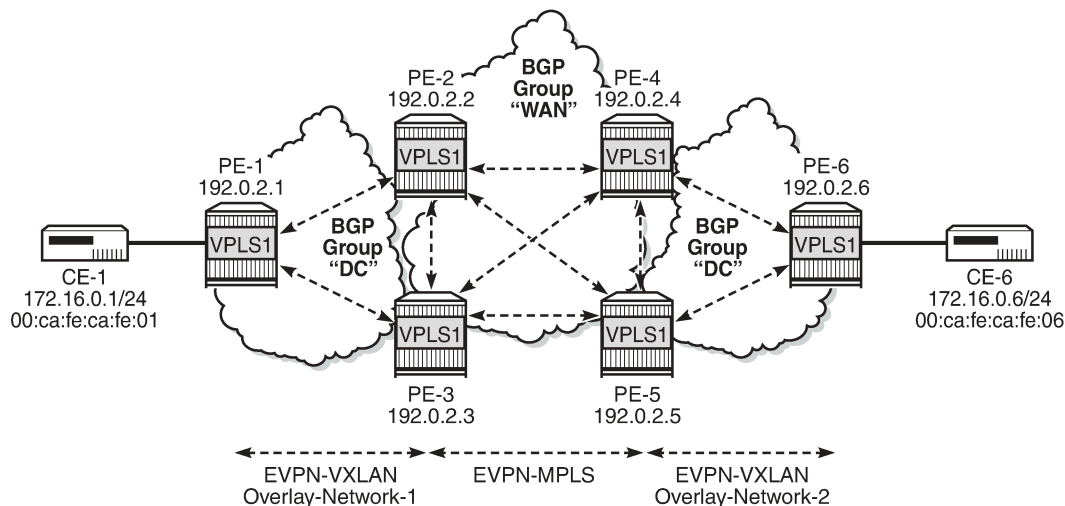 BGP
Group
“WAN”
PE-2
192.0.2.2
VPLS1
PE-4
192.0.2.4
VPLS1
PE-1
192.0.2.1
VPLS1
PE-6
192.0.2.6
VPLS1
BGP
Group
“DC”
BGP
Group
“DC”
CE-1
172.16.0.1/24
00:ca:fe:ca:fe:01
CE-6
172.16.0.6/24
00:ca:fe:ca:fe:06
VPLS1
PE-3
192.0.2.3
VPLS1
PE-5
192.0.2.5
EVPN-VXLAN
Overlay-Network-1
EVPN-MPLS
EVPN-VXLAN
Overlay-Network-2